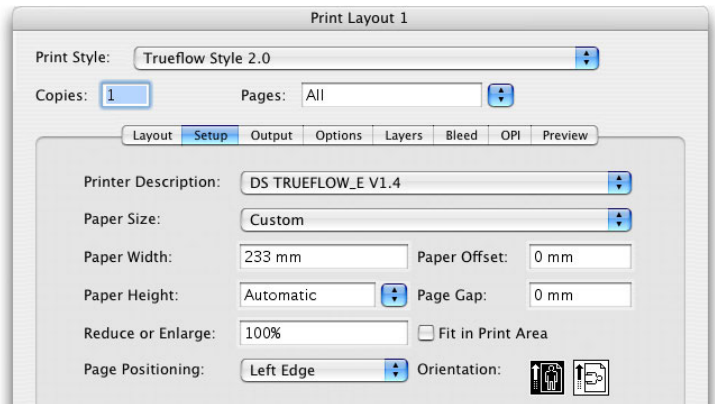 Print Layout 1
Print Style: Trueflow Style 2.0
Copies: 1 Pages: All
Layout Setup Output Options Layers Bleed OPI Preview
Printer Description: DS TRUEFLOW_E V1.4
Paper Size: Custom
Paper Width: 233 mm Paper Offset: 0 mm
Paper Height: Automatic Page Gap: 0 mm
Reduce or Enlarge: 100% Fit in Print Area
Page Positioning: Left Edge Orientation: